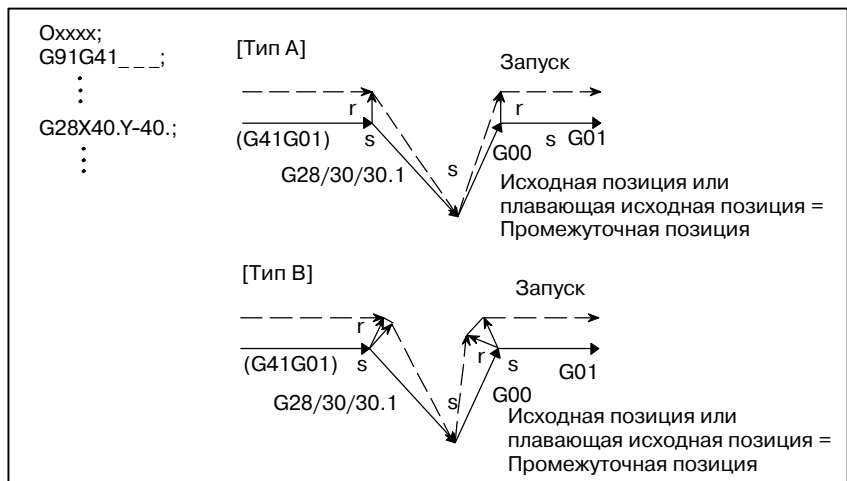 Oxxxx;
G91G41_ _ _;
G28X40.Y-40.;
[Тип A]
Запуск
r
r
(G41G01)
s
G00
s
G01
s
G28/30/30.1
Исходная позиция или
плавающая исходная позиция =
Промежуточная позиция
[Тип B]
Запуск
r
(G41G01)
s
r
s
G01
G28/30/30.1
s
G00
Исходная позиция или
плавающая исходная позиция =
Промежуточная позиция